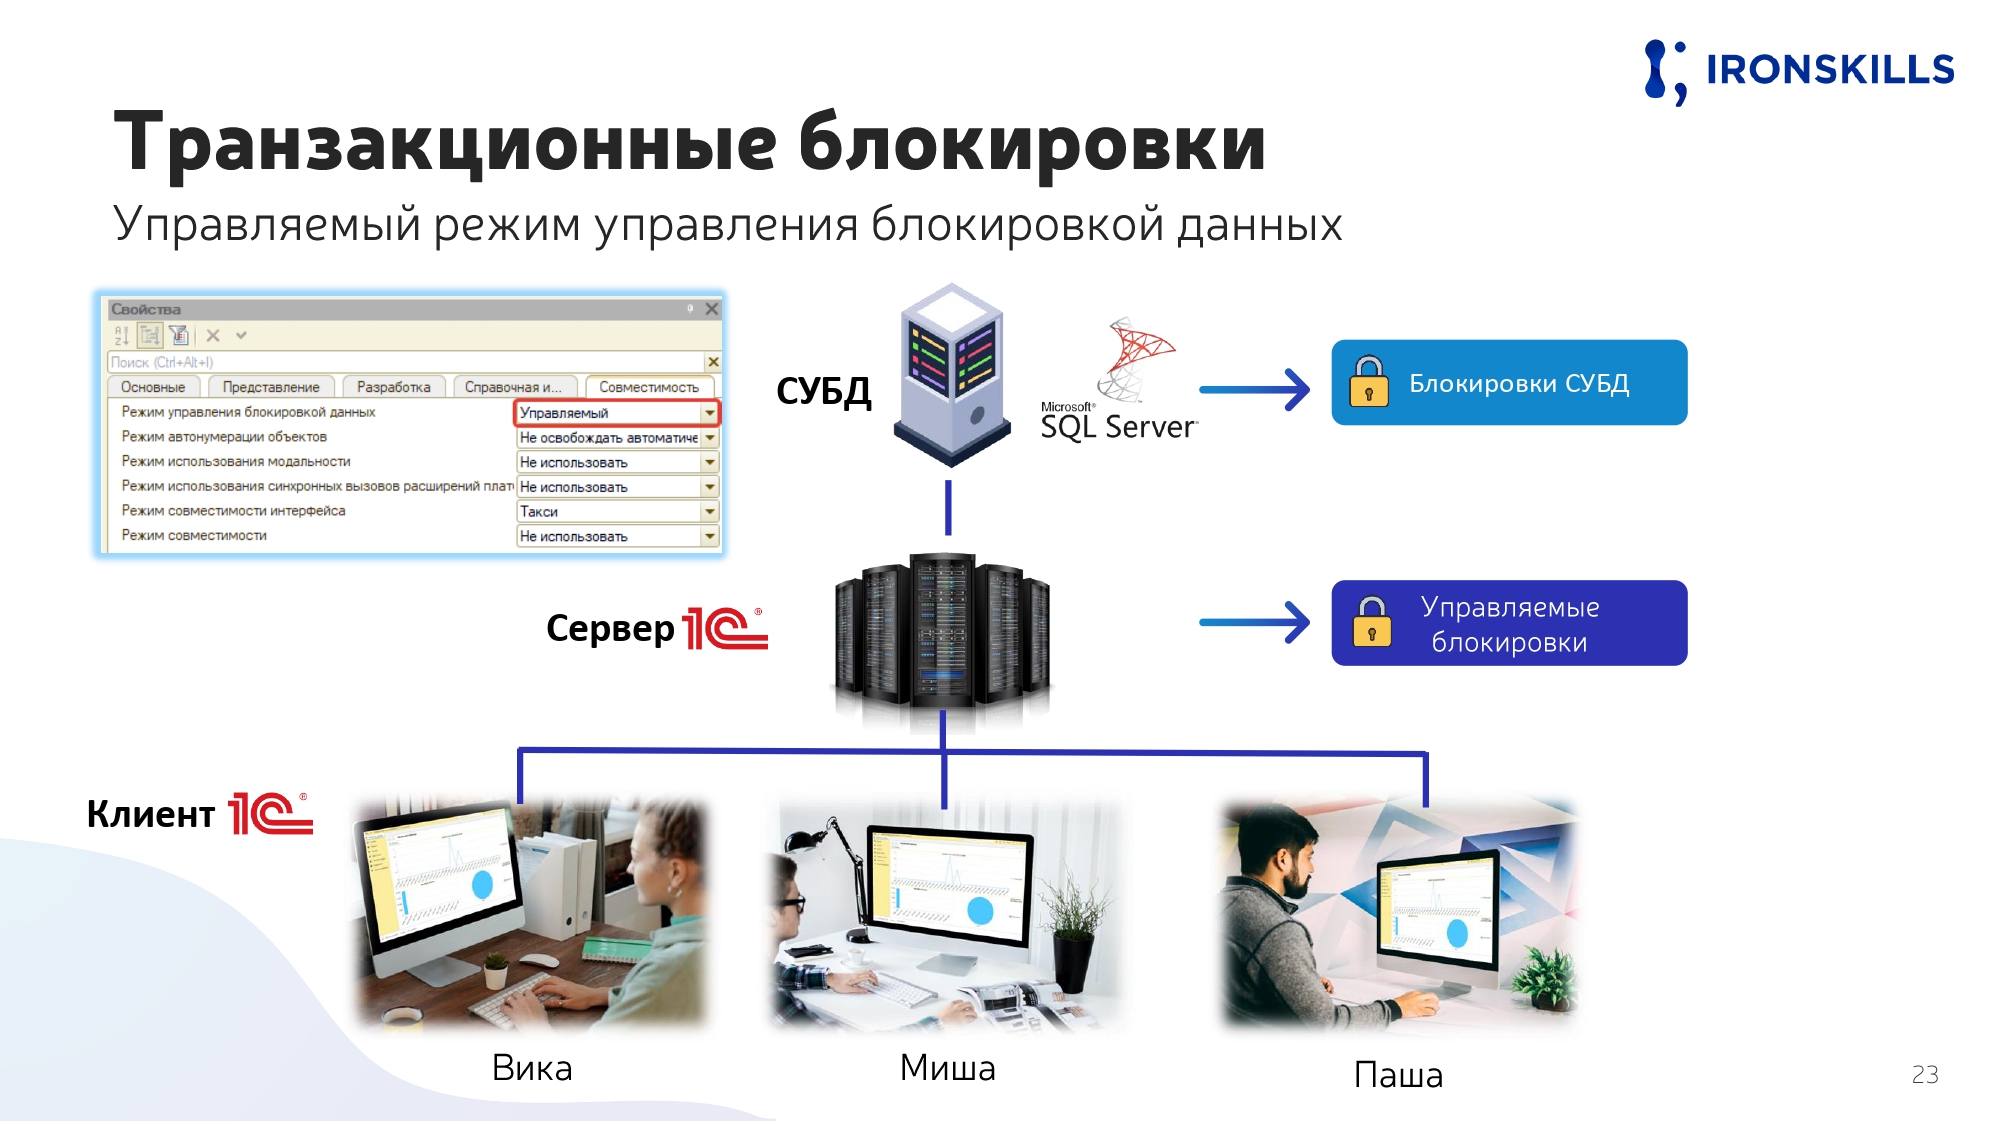 IRONSKILLS
Транзакционные блокировки
Управляемый режим управления блокировкой данных
Свойства
Поиск (Ctrl+Alt+I)
Основные Представление Разработка Справочная и... Совместимость
Режим управления блокировкой данных Управляемый
Режим автонумерации объектов Не освобождать автоматиче
Режим использования модальности Не использовать
Режим использования синхронных вызовов расширений плат Не использовать
Режим совместимости интерфейса Такси
Режим совместимости Не использовать
СУБД
Microsoft®
SQL Server
Блокировки СУБД
Сервер 1С®
Управляемые
блокировки
Клиент 1С®
Вика
Миша
Паша
23